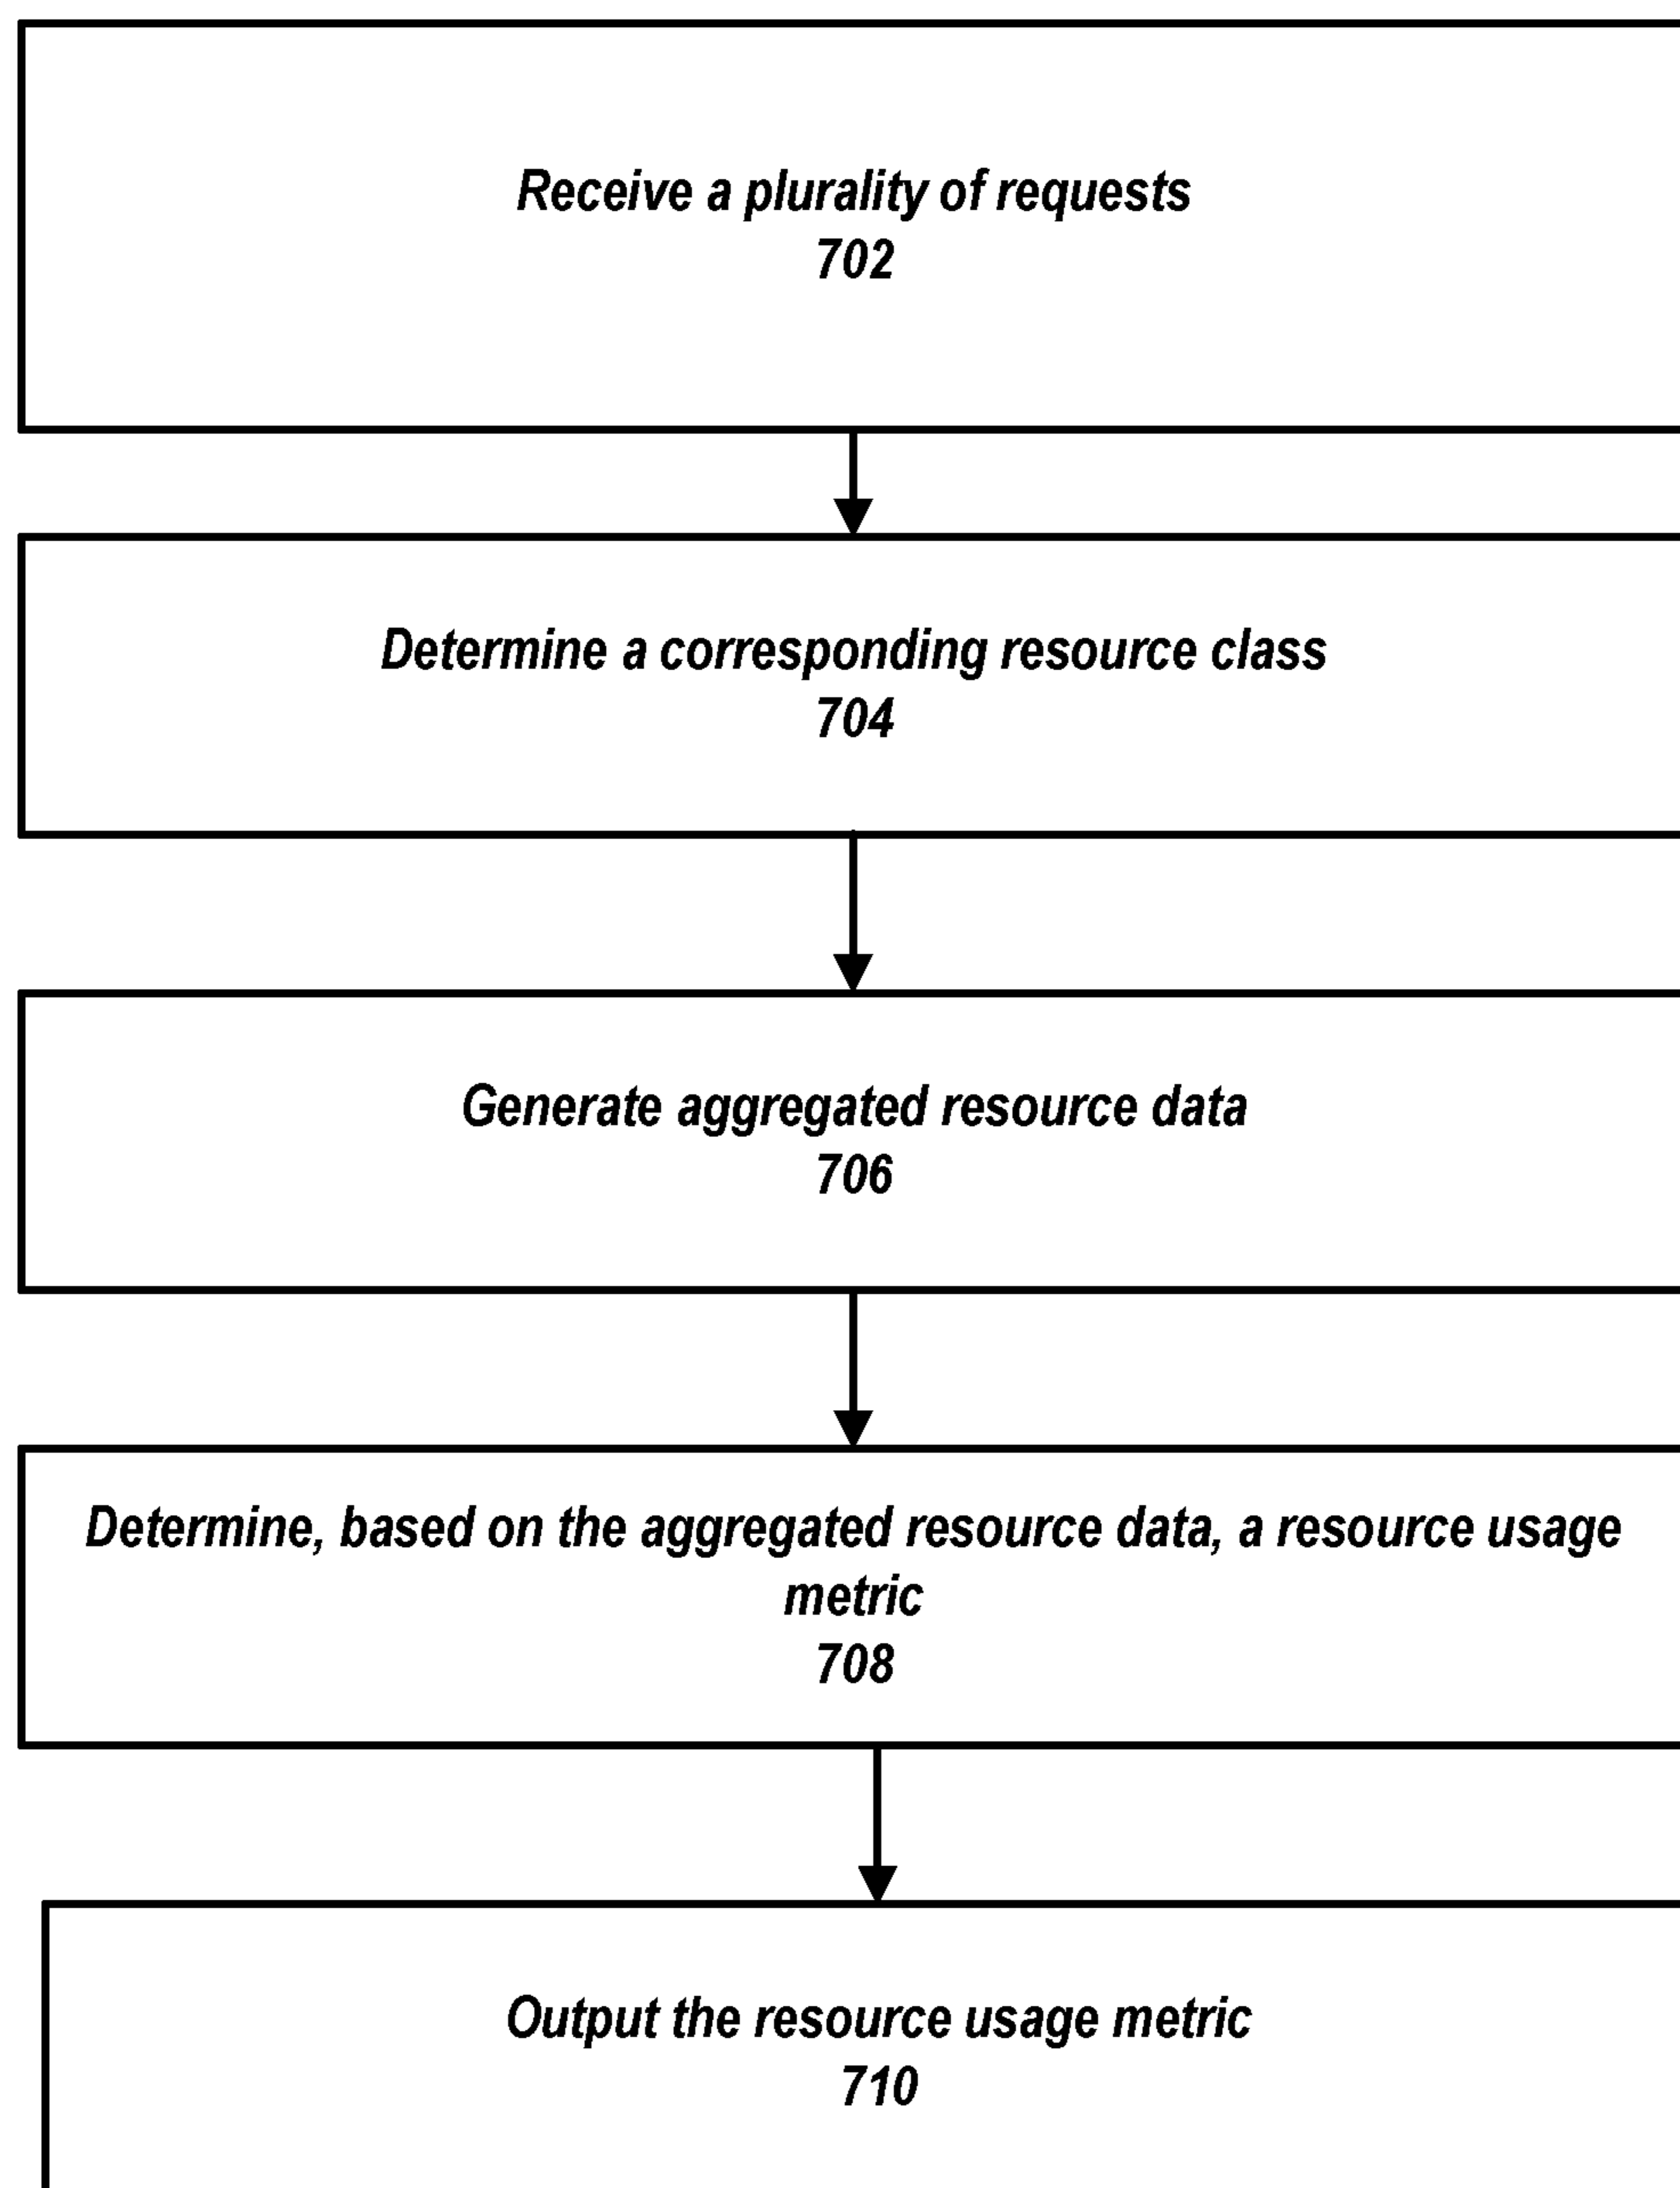 Receive a plurality of requests
702
Determine a corresponding resource class
704
Generate aggregated resource data
706
Determine, based on the aggregated resource data, a resource usage
metric
708
Output the resource usage metric
710